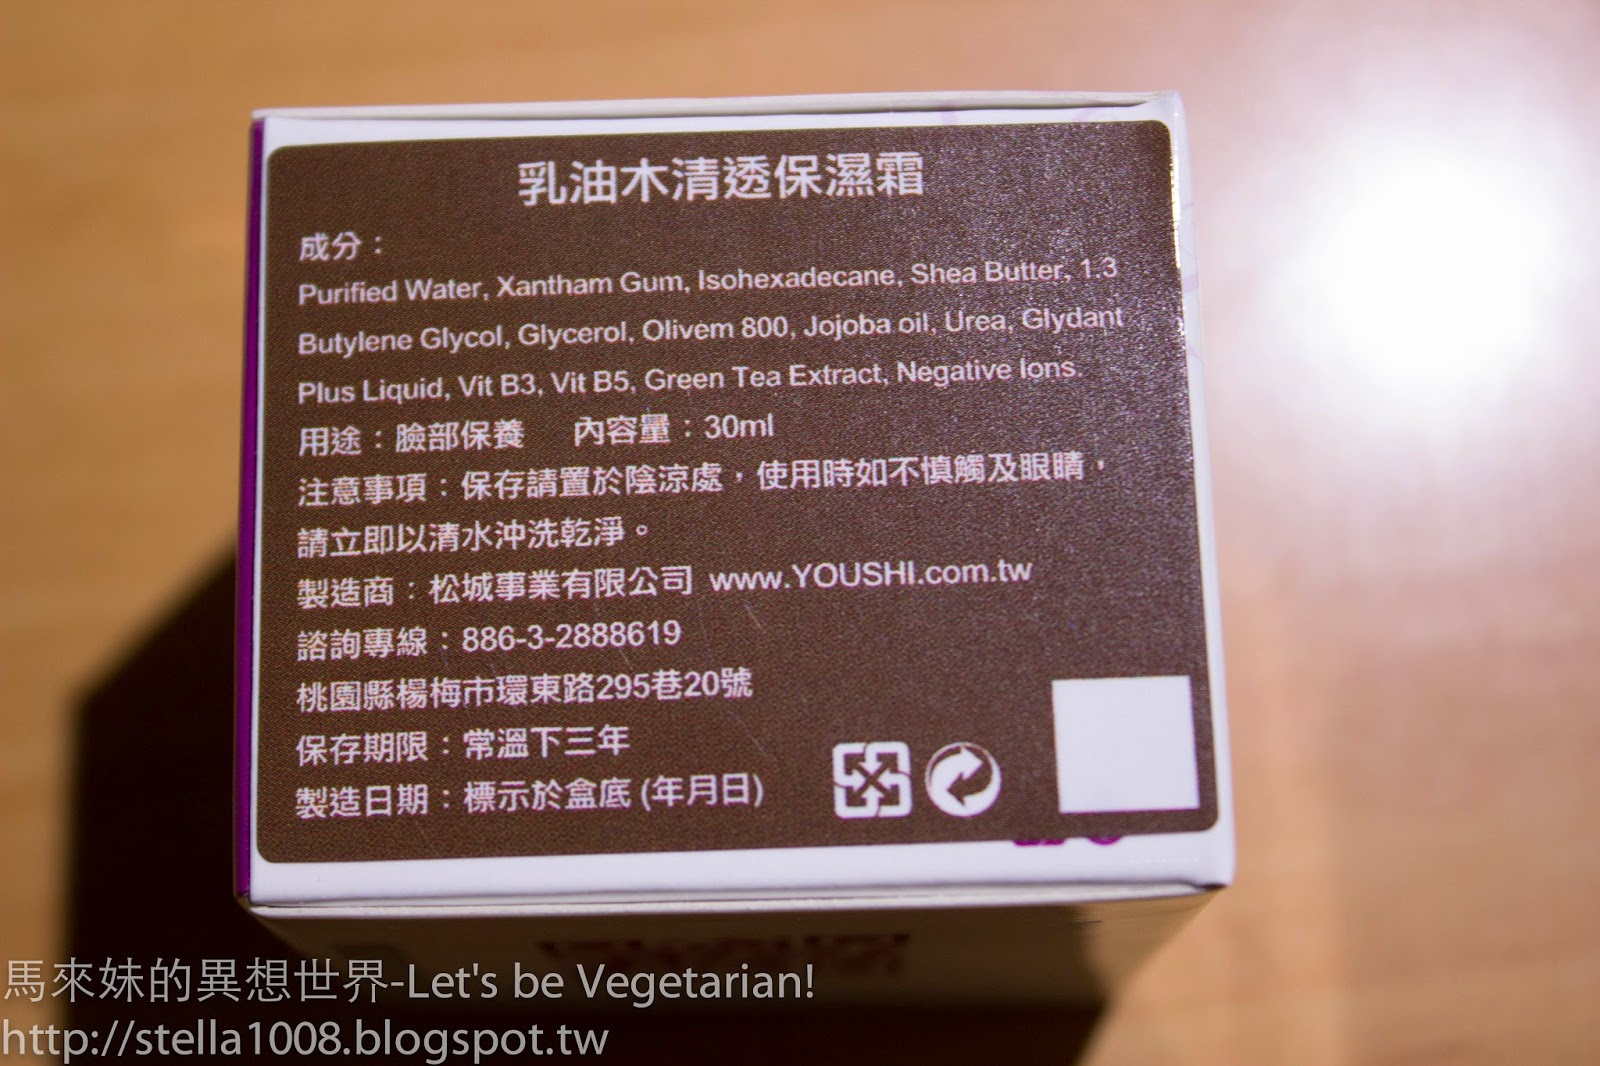 乳油木清透保濕霜
成分：
Purified Water, Xantham Gum, Isohexadecane, Shea Butter, 1.3
Butylene Glycol, Glycerol, Olivem 800, Jojoba oil, Urea, Glydant
Plus Liquid, Vit B3, Vit B5, Green Tea Extract, Negative Ions.
用途：臉部保養　內容量：30ml
注意事項：保存請置於陰涼處，使用時如不慎觸及眼睛，
請立即以清水沖洗乾淨。
製造商：松城事業有限公司 www.YOUSHI.com.tw
諮詢專線：886-3-2888619
桃園縣楊梅市環東路295巷20號
保存期限：常溫下三年
製造日期：標示於盒底 (年月日)
馬來妹的異想世界-Let's be Vegetarian!
http://stella1008.blogspot.tw